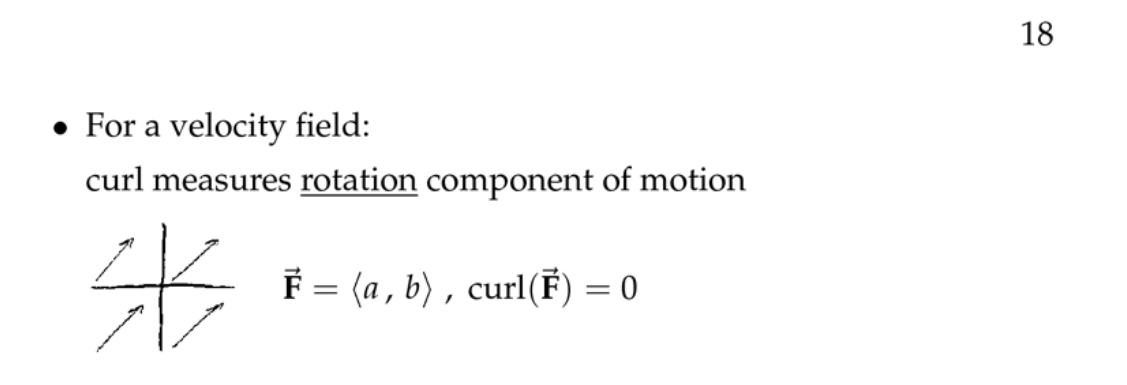 18
• For a velocity field:
curl measures rotation component of motion
F⃗ = ⟨a , b⟩ , curl(F⃗) = 0